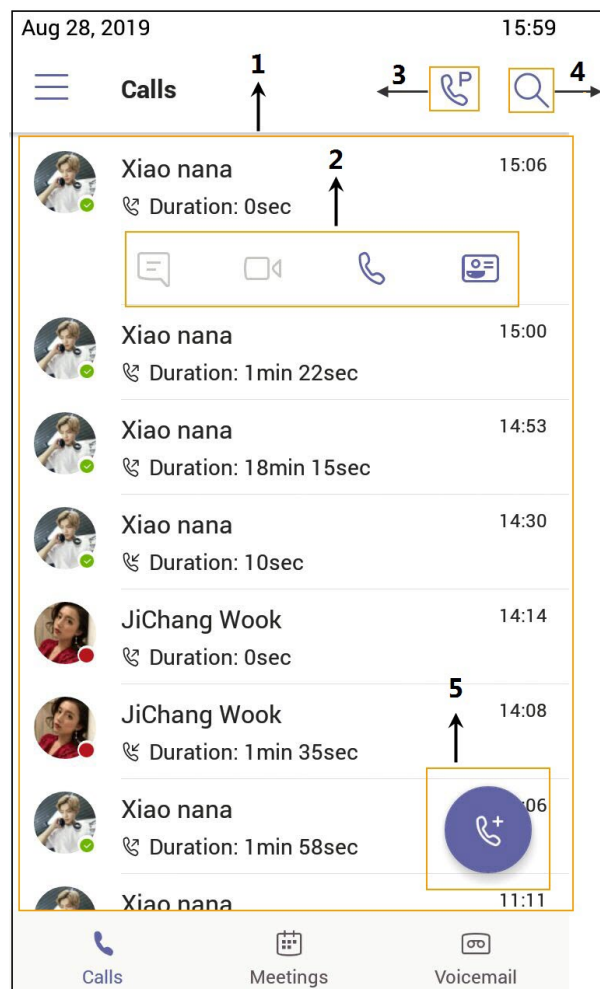 Aug 28, 2019 15:59
Calls
1
3
P
4
Xiao nana 15:06
2
Duration: 0sec
Xiao nana 15:00
Duration: 1min 22sec
Xiao nana 14:53
Duration: 18min 15sec
Xiao nana 14:30
Duration: 10sec
JiChang Wook 14:14
Duration: 0sec
5
JiChang Wook 14:08
Duration: 1min 35sec
Xiao nana :06
Duration: 1min 58sec
Xiao nana 11:11
Calls Meetings Voicemail